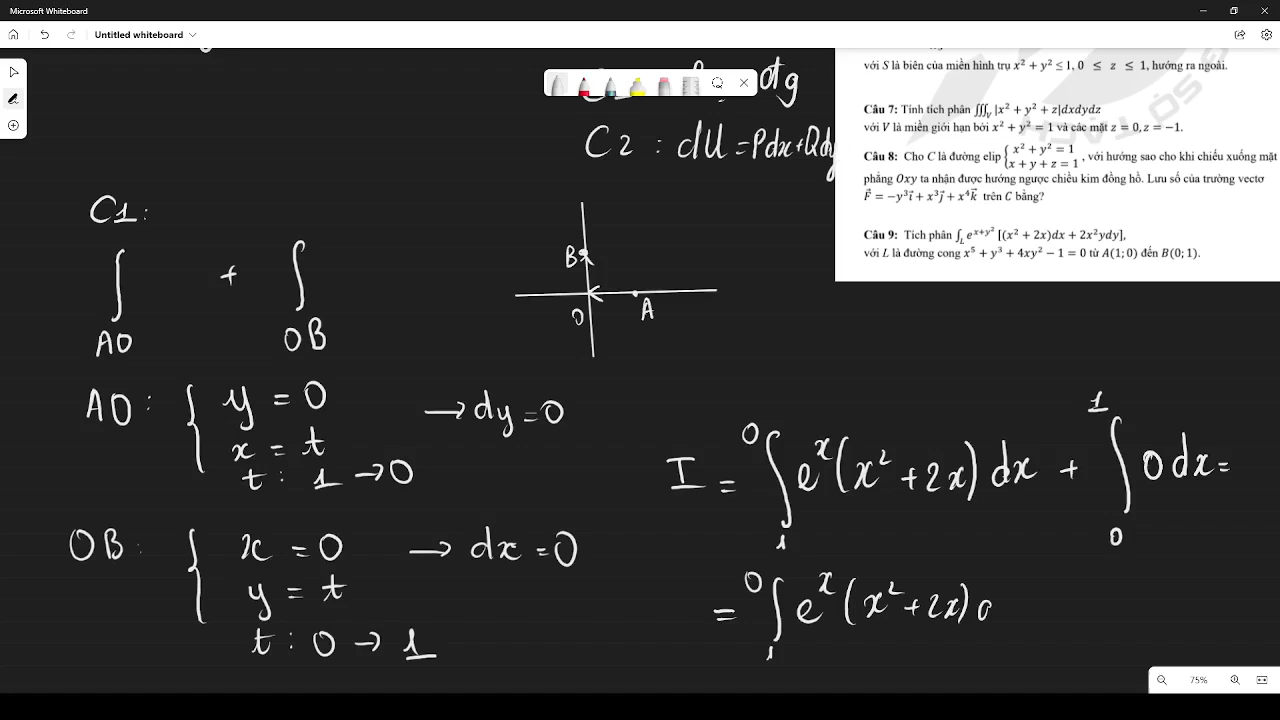 Microsoft Whiteboard
Untitled whiteboard
với S là biên của miền hình trụ x² + y² ≤ 1, 0 ≤ z ≤ 1, hướng ra ngoài.
Câu 7: Tính tích phân ∭_V |x² + y² + z|dxdydz
với V là miền giới hạn bởi x² + y² = 1 và các mặt z = 0, z = −1.
Câu 8: Cho C là đường elip { x² + y² = 1
x + y + z = 1 , với hướng sao cho khi chiếu xuống mặt
phẳng Oxy ta nhận được hướng ngược chiều kim đồng hồ. Lưu số của trường vectơ
F⃗ = −y³i⃗ + x³j⃗ + x⁴k⃗ trên C bằng?
Câu 9: Tích phân ∫_L e^{x+y²} [(x² + 2x)dx + 2x²ydy],
với L là đường cong x⁵ + y³ + 4xy² − 1 = 0 từ A(1; 0) đến B(0; 1).
đtg
C2 : dU = Pdx + Qdy
C1:
∫ + ∫
AO OB
B
O A
AO : { y = 0 → dy = 0
x = t
t : 1 → 0
I = ∫₁⁰ eˣ(x² + 2x) dx + ∫₀¹ 0 dx =
OB : { x = 0 → dx = 0
y = t
t : 0 → 1
= ∫₁⁰ eˣ (x² + 2x)
75%